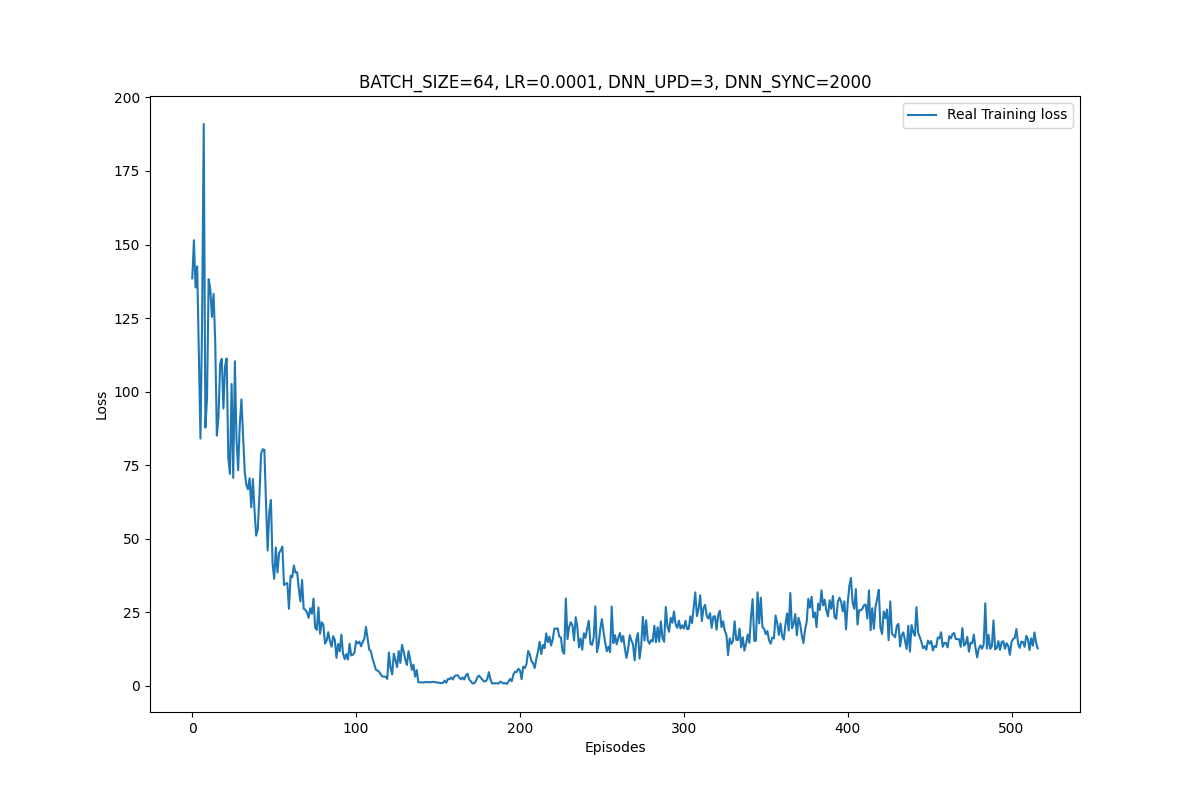 BATCH_SIZE=64, LR=0.0001, DNN_UPD=3, DNN_SYNC=2000
Real Training loss
200
175
150
125
100
75
50
25
0
Loss
0 100 200 300 400 500
Episodes